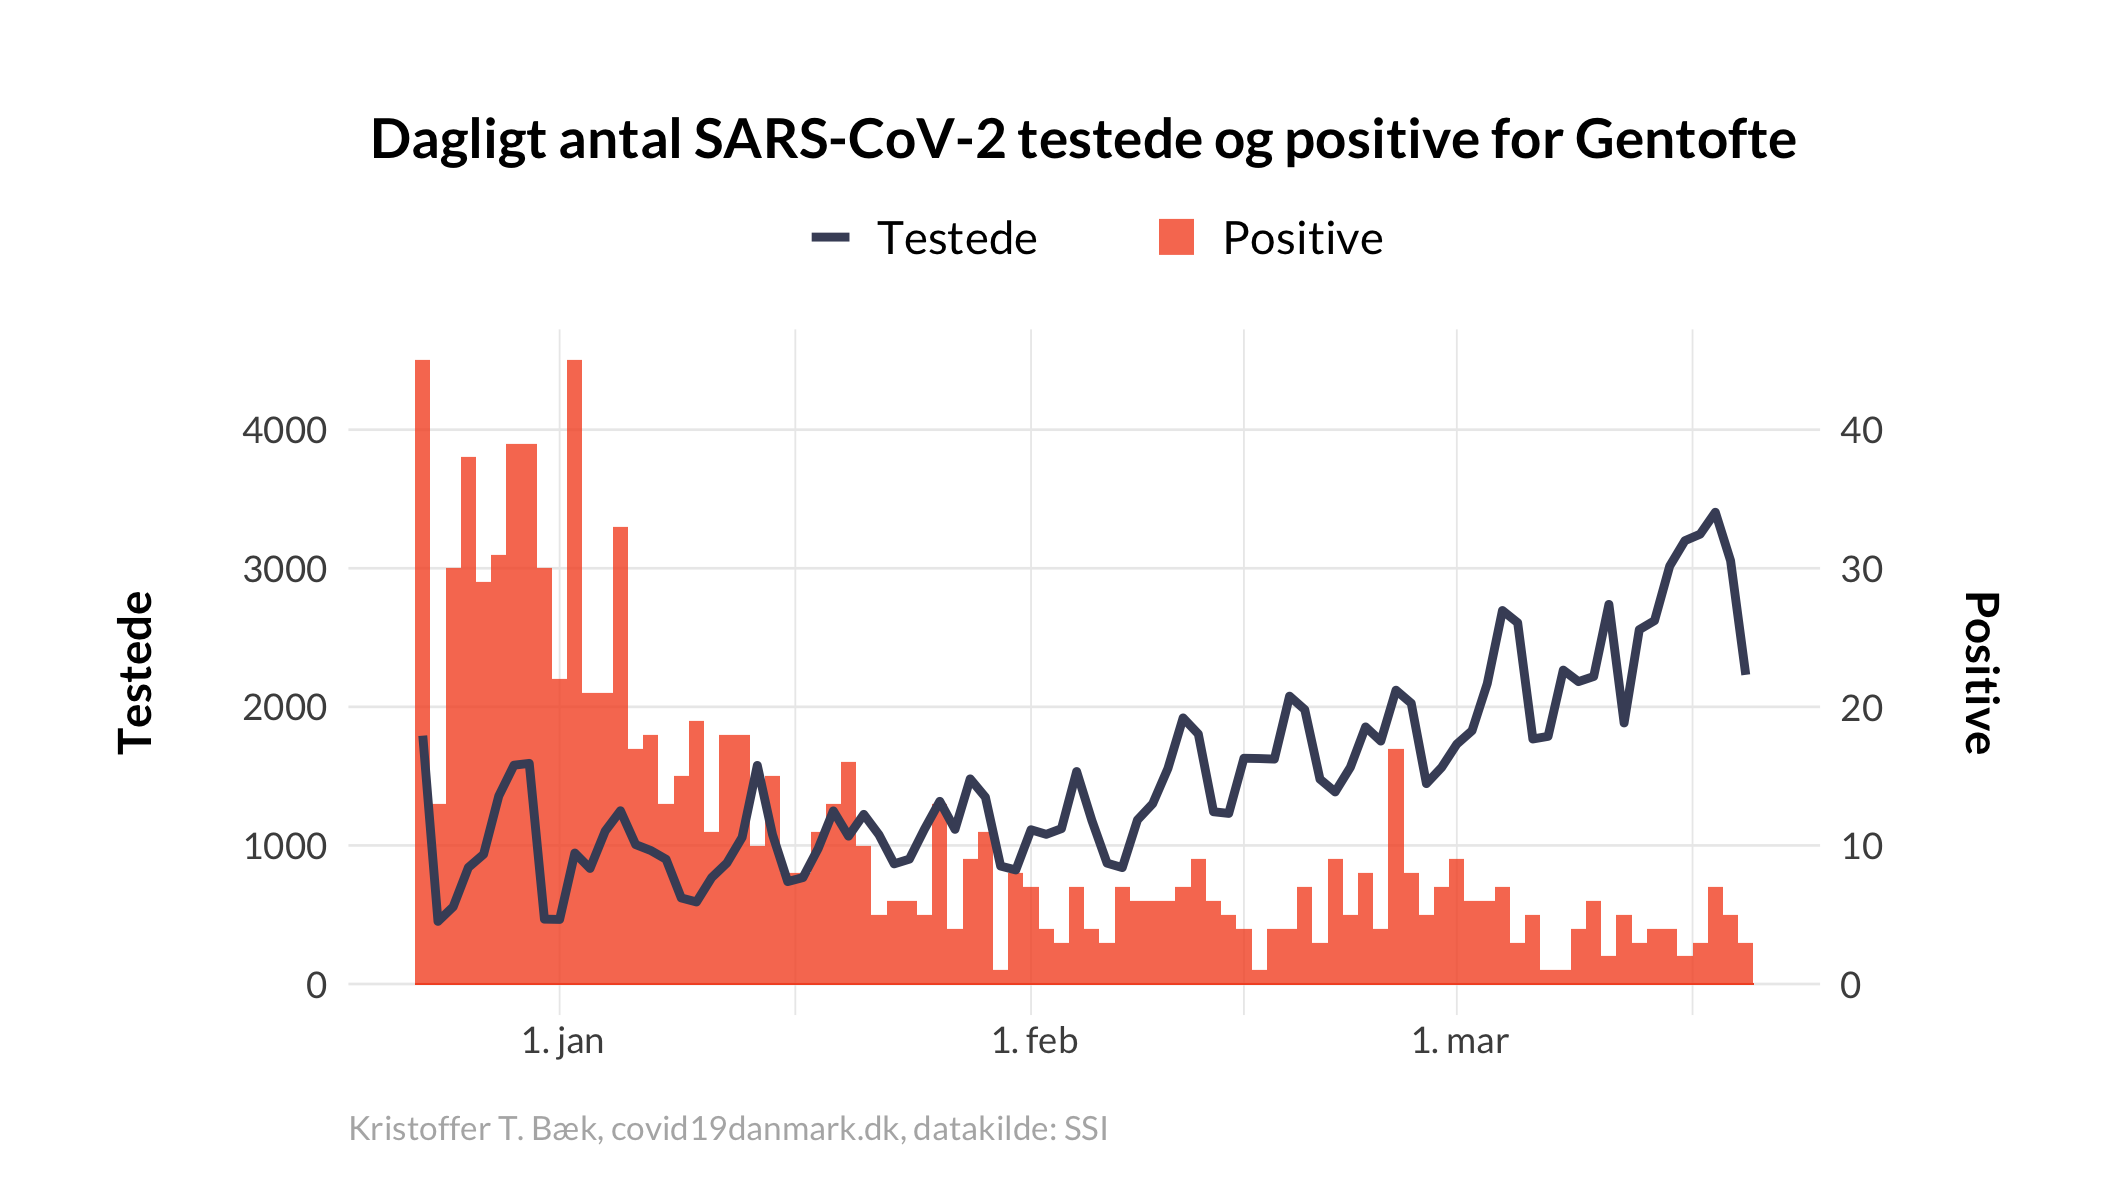 Dagligt antal SARS-CoV-2 testede og positive for Gentofte
Testede Positive
4000 40
3000 30
Testede
Positive
2000 20
1000 10
0 0
1. jan 1. feb 1. mar
Kristoffer T. Bæk, covid19danmark.dk, datakilde: SSI